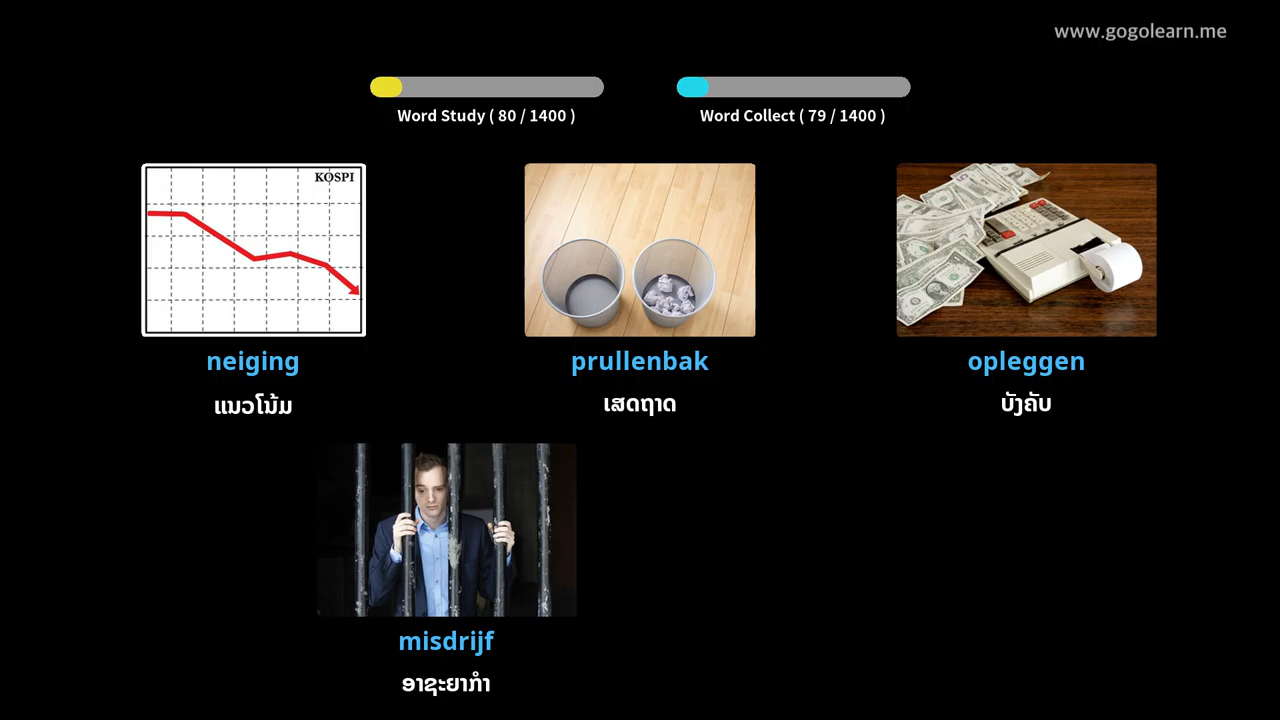 www.gogolearn.me
Word Study ( 80 / 1400 )
Word Collect ( 79 / 1400 )
KOSPI
neiging
ແນວໂນ້ມ
prullenbak
ເສດຖາດ
opleggen
ບັງຄັບ
misdrijf
ອາຊະຍາກຳ